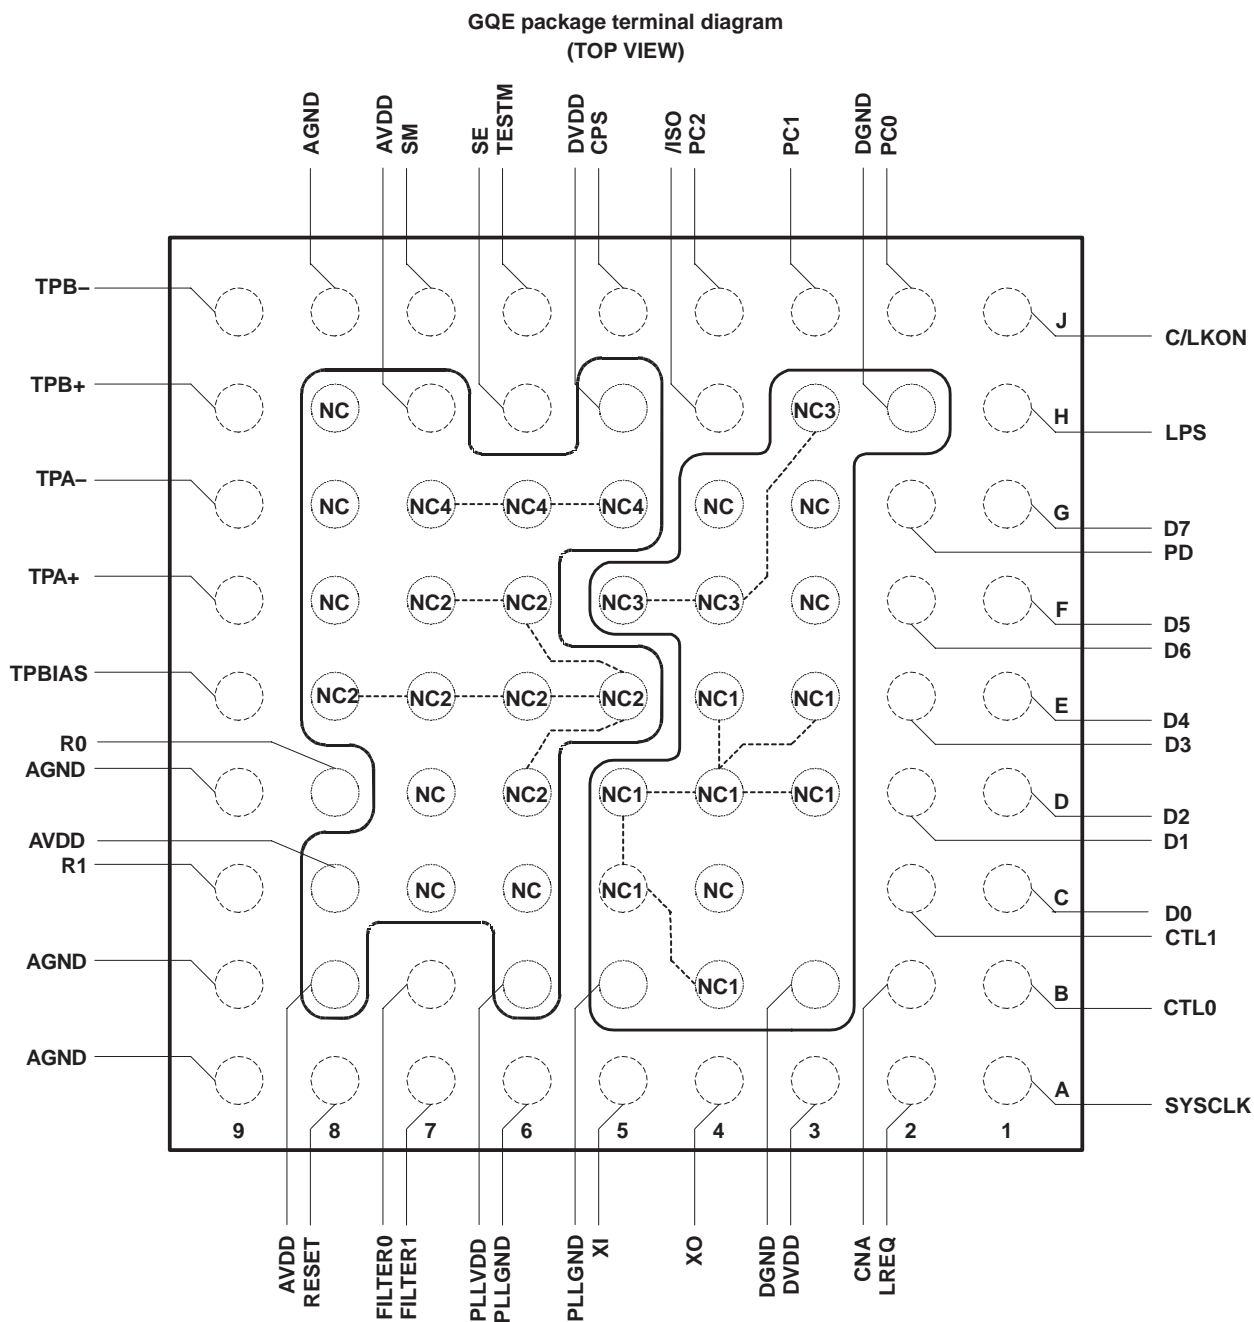 GQE package terminal diagram
(TOP VIEW)
AGND
AVDD
SM
SE
TESTM
DVDD
CPS
/ISO
PC2
PC1
DGND
PC0
TPB–
J
C/LKON
TPB+
NC
NC3
H
LPS
TPA–
NC
NC4
NC4
NC4
NC
NC
G
D7
PD
TPA+
NC
NC2
NC2
NC3
NC3
NC
F
D5
D6
TPBIAS
NC2
NC2
NC2
NC2
NC1
NC1
E
D4
D3
R0
AGND
NC
NC2
NC1
NC1
NC1
D
D2
D1
AVDD
R1
NC
NC
NC1
NC
C
D0
CTL1
AGND
NC1
B
CTL0
AGND
A
SYSCLK
9 8 7 6 5 4 3 2 1
AVDD
RESET
FILTER0
FILTER1
PLLVDD
PLLGND
PLLGND
XI
XO
DGND
DVDD
CNA
LREQ